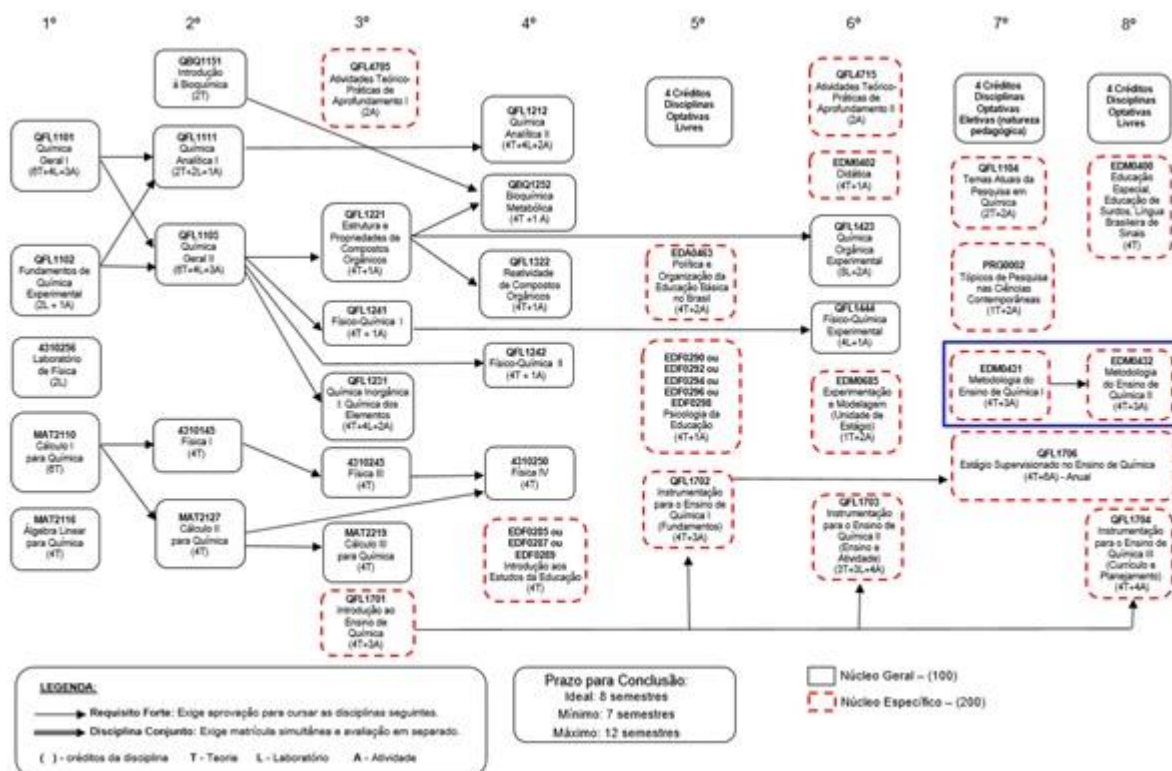 1º
2º
3º
4º
5º
6º
7º
8º
QFL1101
Química
Geral I
(6T+4L+3A)
QFL1102
Fundamentos de
Química
Experimental
(2L + 1A)
4310256
Laboratório
de Física
(2L)
MAT2110
Cálculo I
para Química
(6T)
MAT2116
Álgebra Linear
para Química
(4T)
QBQ1151
Introdução
à Bioquímica
(2T)
QFL1111
Química
Analítica I
(2T+2L+1A)
QFL1103
Química
Geral II
(6T+4L+3A)
4310145
Física I
(4T)
MAT2127
Cálculo II
para Química
(4T)
QFL4705
Atividades Teórico-
Práticas de
Aprofundamento I
(2A)
QFL1221
Estrutura e
Propriedades de
Compostos
Orgânicos
(4T+1A)
QFL1241
Físico-Química I
(4T + 1A)
QFL1231
Química Inorgânica
I: Química dos
Elementos
(4T+4L+2A)
4310245
Física III
(4T)
MAT2219
Cálculo III
para Química
(4T)
QFL1701
Introdução ao
Ensino de
Química
(4T+3A)
QFL1212
Química
Analítica II
(4T+4L+2A)
QBQ1252
Bioquímica
Metabólica
(4T +1 A)
QFL1322
Reatividade
de Compostos
Orgânicos
(4T+1A)
QFL1242
Físico-Química II
(4T + 1A)
4310250
Física IV
(4T)
EDF0285 ou
EDF0287 ou
EDF0289
Introdução aos
Estudos da Educação
(4T)
4 Créditos
Disciplinas
Optativas
Livres
EDA0463
Política e
Organização da
Educação Básica
no Brasil
(4T+2A)
EDF0290 ou
EDF0292 ou
EDF0294 ou
EDF0296 ou
EDF0298
Psicologia da
Educação
(4T+1A)
QFL1702
Instrumentação
para o Ensino de
Química I
(Fundamentos)
(4T+3A)
QFL4715
Atividades Teórico-
Práticas de
Aprofundamento II
(2A)
EDM0402
Didática
(4T+1A)
QFL1423
Química
Orgânica
Experimental
(8L+2A)
QFL1444
Físico-Química
Experimental
(4L+1A)
EDM0685
Experimentação
e Modelagem
(Unidade de
Estágio)
(1T+2A)
QFL1703
Instrumentação
para o Ensino de
Química II
(Ensino e
Atividade)
(3T+3L+4A)
4 Créditos
Disciplinas
Optativas
Eletivas (natureza
pedagógica)
QFL1104
Temas Atuais da
Pesquisa em
Química
(2T+2A)
PRG0002
Tópicos de Pesquisa
nas Ciências
Contemporâneas
(1T+2A)
EDM0431
Metodologia do
Ensino de Química I
(4T+3A)
QFL1706
Estágio Supervisionado no Ensino de Química
(4T+6A) - Anual
4 Créditos
Disciplinas
Optativas
Livres
EDM0400
Educação
Especial,
Educação de
Surdos, Língua
Brasileira de
Sinais
(4T)
EDM0432
Metodologia
do Ensino de
Química II
(4T+3A)
QFL1704
Instrumentação
para o Ensino de
Química III
(Currículo e
Planejamento)
(4T+4A)
LEGENDA:
Requisito Forte: Exige aprovação para cursar as disciplinas seguintes.
Disciplina Conjunto: Exige matrícula simultânea e avaliação em separado.
( ) - créditos da disciplina T - Teoria L - Laboratório A - Atividade
Prazo para Conclusão:
Ideal: 8 semestres
Mínimo: 7 semestres
Máximo: 12 semestres
Núcleo Geral – (100)
Núcleo Específico – (200)